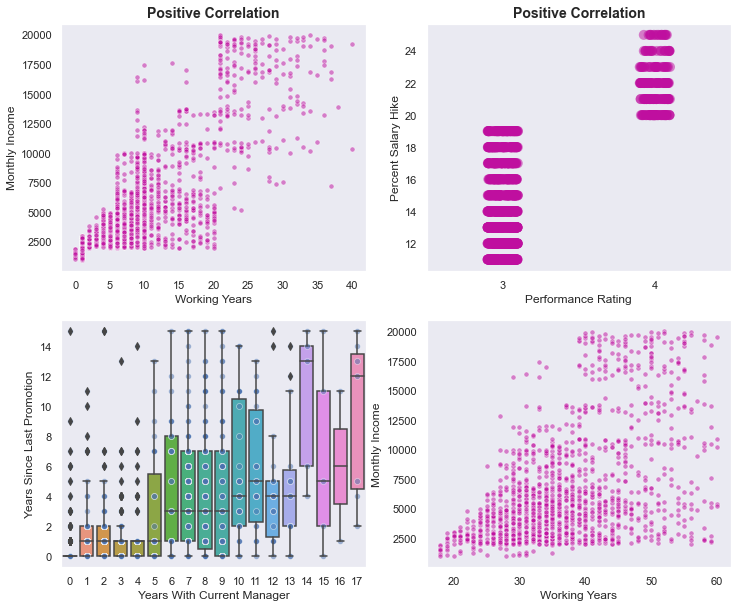 Positive Correlation
20000
17500
15000
12500
10000
7500
5000
2500
Monthly Income
0 5 10 15 20 25 30 35 40
Working Years
Positive Correlation
24
22
20
18
16
14
12
Percent Salary Hike
3 4
Performance Rating
14
12
10
8
6
4
2
0
Years Since Last Promotion
0 1 2 3 4 5 6 7 8 9 10 11 12 13 14 15 16 17
Years With Current Manager
20000
17500
15000
12500
10000
7500
5000
2500
Monthly Income
20 30 40 50 60
Working Years